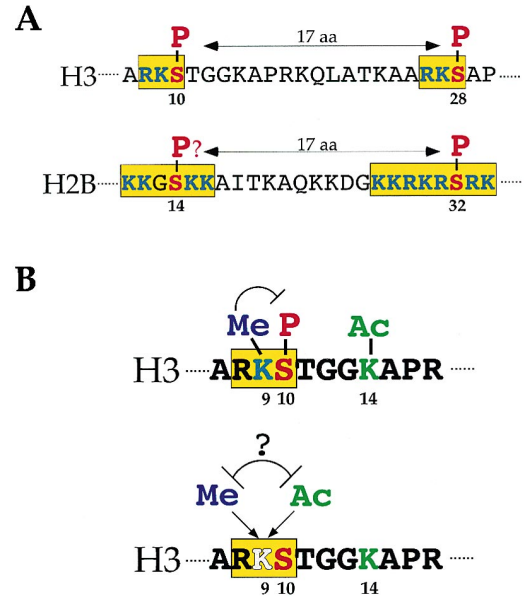 A
P 17 aa P
H3 ARKSTGGKAPRKQLATKAARKSAP
10 28
P? 17 aa P
H2B KKGSKKAITKAQKKDGKKRKRSRK
14 32
B
Me P Ac
H3 ARKSTGGKAPR
9 10 14
?
Me Ac
H3 ARKSTGGKAPR
9 10 14